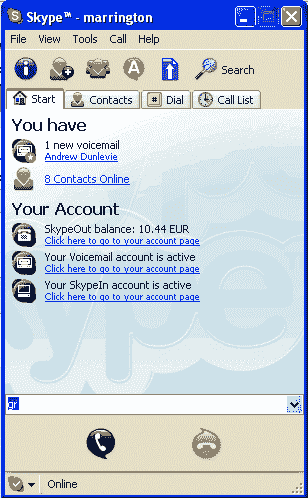 Skype™ - marrington
File View Tools Call Help
Search
Start Contacts Dial Call List
You have
1 new voicemail
Andrew Dunlevie
8 Contacts Online
Your Account
SkypeOut balance: 10.44 EUR
Click here to go to your account page
Your Voicemail account is active
Click here to go to your account page
Your SkypeIn account is active
Click here to go to your account page
gr
Online